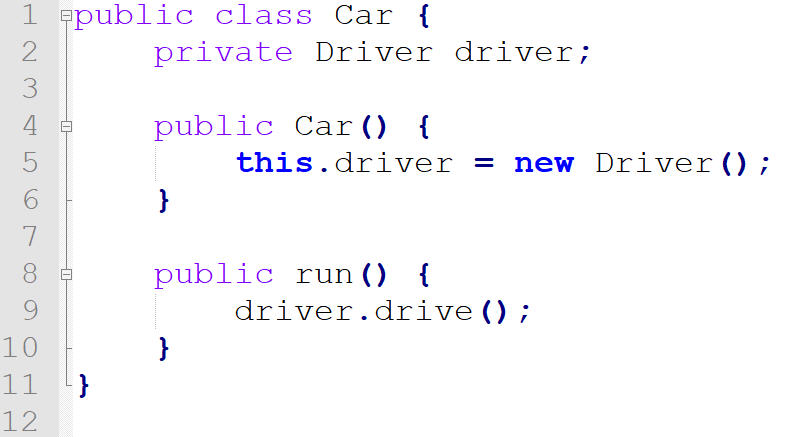 1 public class Car {
2 private Driver driver;
3
4 public Car() {
5 this.driver = new Driver();
6 }
7
8 public run() {
9 driver.drive();
10 }
11 }
12